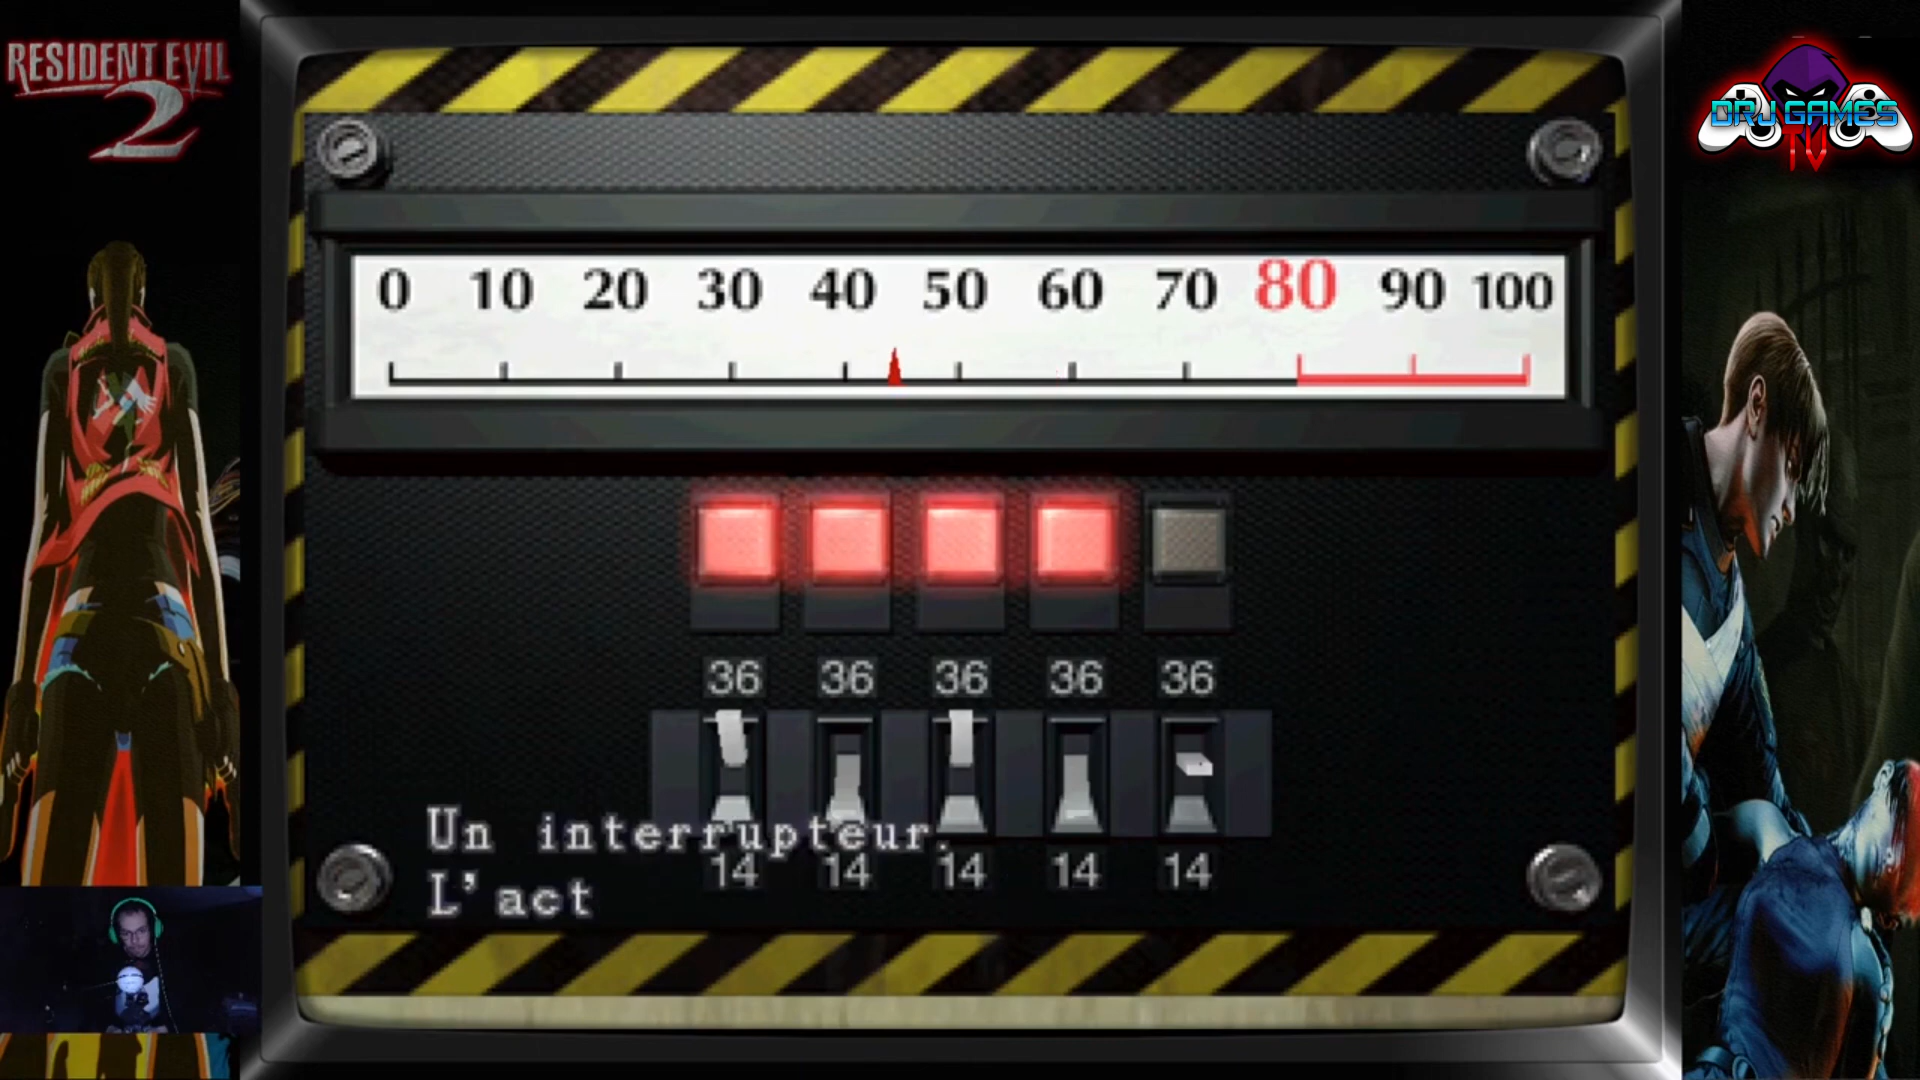 RESIDENT EVIL
2
DRJ GAMES
TV
0 10 20 30 40 50 60 70 80 90 100
36 36 36 36 36
Un interrupteur.
14 14 14 14 14
L'act